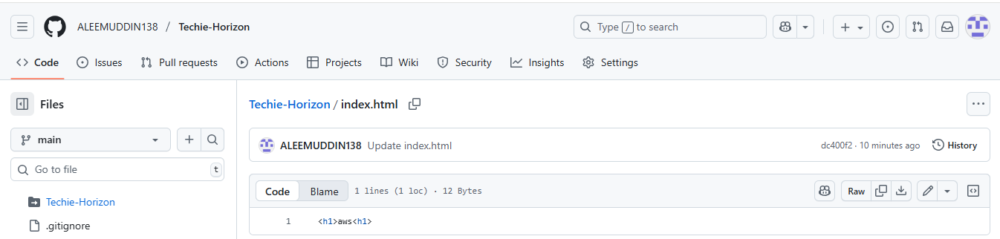 ALEEMUDDIN138 / Techie-Horizon
Type / to search
Code Issues Pull requests Actions Projects Wiki Security Insights Settings
Files
Techie-Horizon / index.html
main
ALEEMUDDIN138 Update index.html
dc400f2 · 10 minutes ago
History
Go to file t
Code Blame 1 lines (1 loc) · 12 Bytes
Raw
Techie-Horizon
1 <h1>aws<h1>
.gitignore